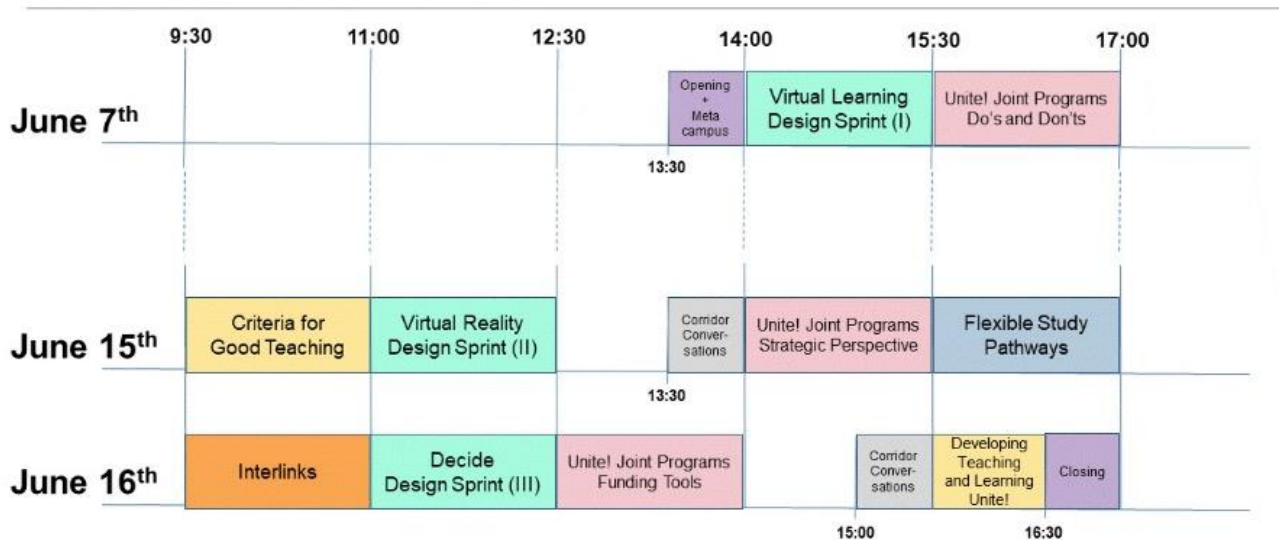 9:30 11:00 12:30 14:00 15:30 17:00
June 7th
Opening
+
Meta
campus
Virtual Learning
Design Sprint (I)
Unite! Joint Programs
Do's and Don'ts
13:30
June 15th
Criteria for
Good Teaching
Virtual Reality
Design Sprint (II)
Corridor
Conver-
sations
Unite! Joint Programs
Strategic Perspective
Flexible Study
Pathways
13:30
June 16th
Interlinks
Decide
Design Sprint (III)
Unite! Joint Programs
Funding Tools
Corridor
Conver-
sations
Developing
Teaching
and Learning
Unite!
Closing
15:00
16:30